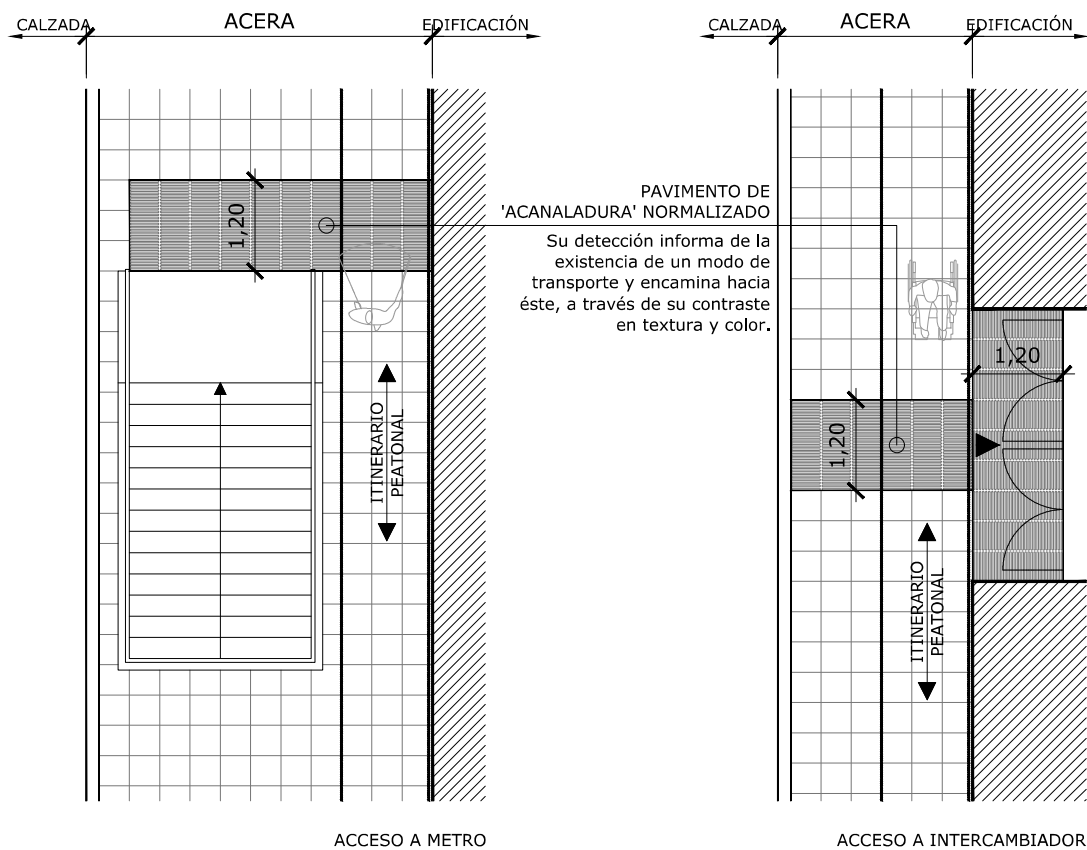 CALZADA
ACERA
EDIFICACIÓN
1,20
ITINERARIO
PEATONAL
ACCESO A METRO
PAVIMENTO DE
'ACANALADURA' NORMALIZADO
Su detección informa de la
existencia de un modo de
transporte y encamina hacia
éste, a través de su contraste
en textura y color.
CALZADA
ACERA
EDIFICACIÓN
1,20
1,20
ITINERARIO
PEATONAL
ACCESO A INTERCAMBIADOR